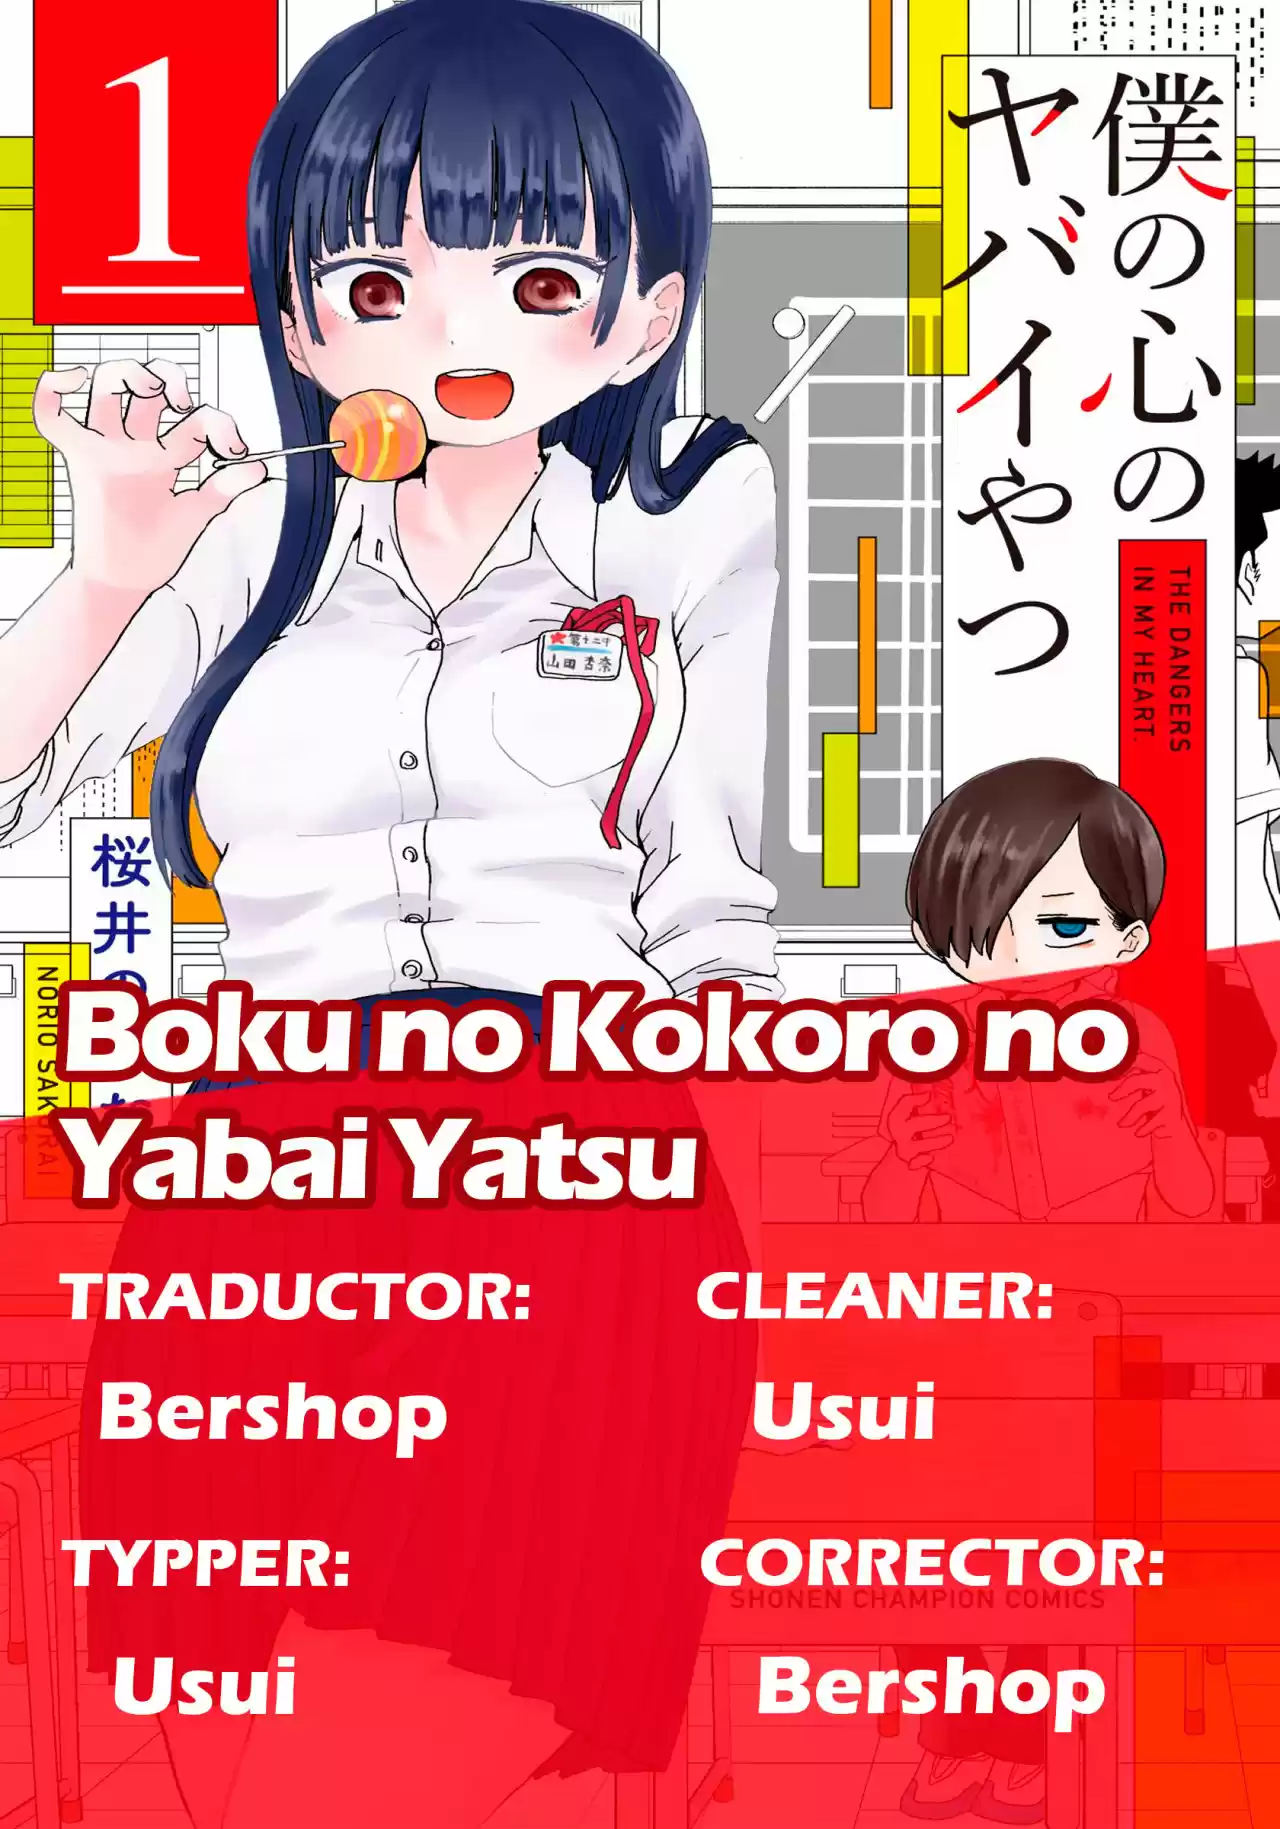 1
僕の心の
ヤバイやつ
THE DANGERS
IN MY HEART.
山田 杏奈
桜井の
NORIO SAKURAI
Boku no Kokoro no
Yabai Yatsu
TRADUCTOR:
CLEANER:
Bershop
Usui
TYPPER:
CORRECTOR:
SHONEN CHAMPION COMICS
Usui
Bershop